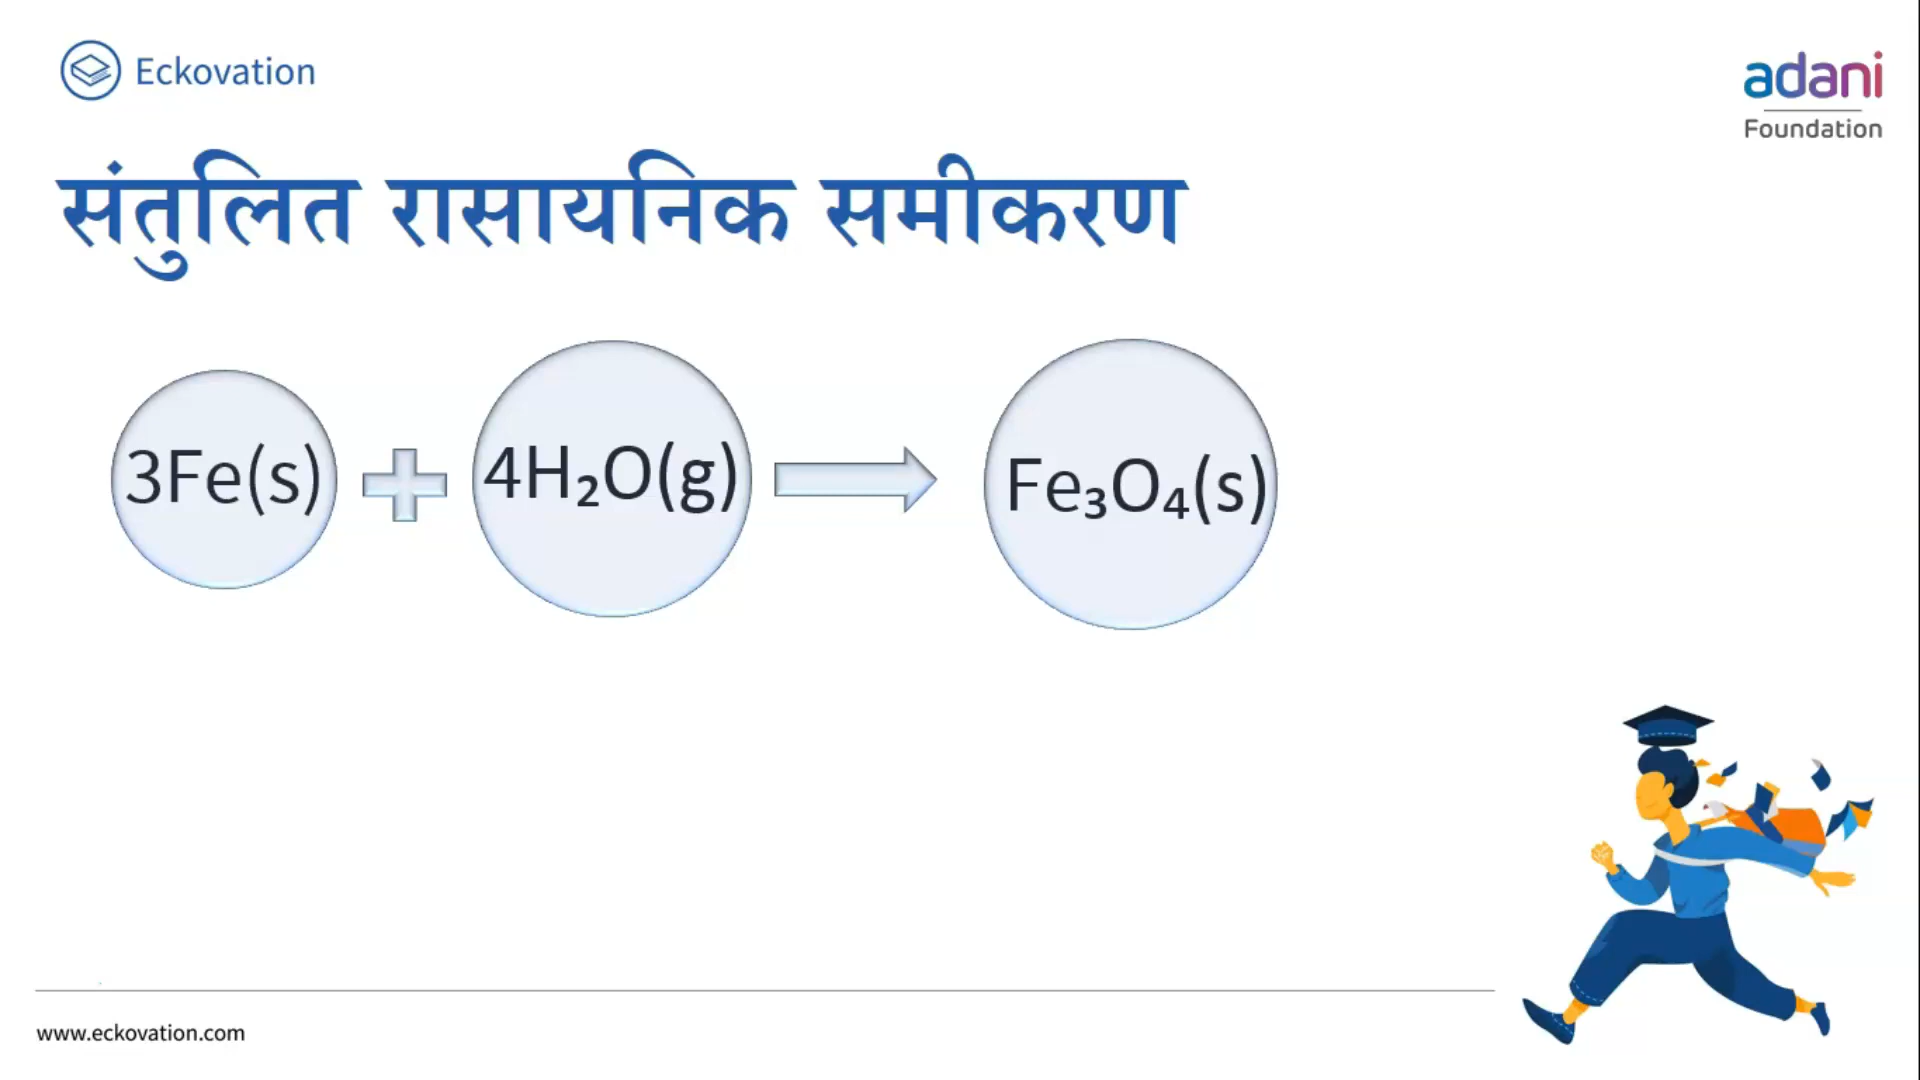 Eckovation
adani
Foundation
संतुलित रासायनिक समीकरण
3Fe(s) + 4H₂O(g) → Fe₃O₄(s)
www.eckovation.com